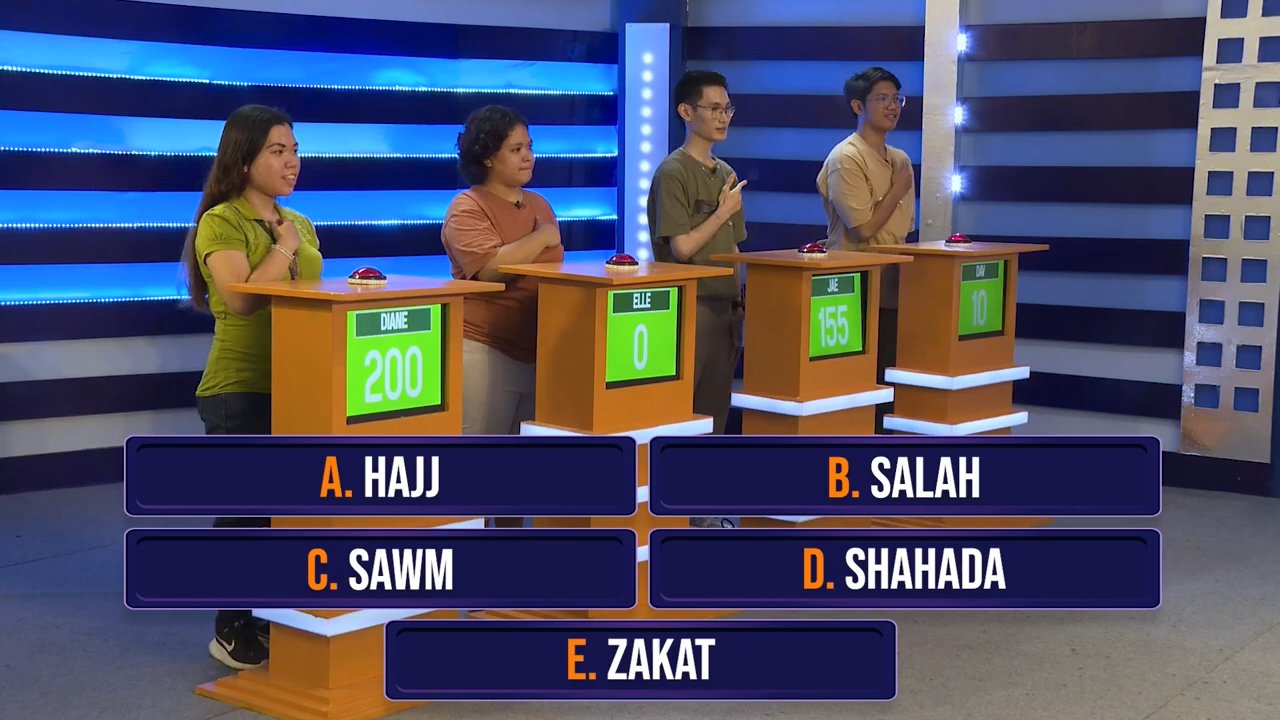 DIANE
200
ELLE
0
JAE
155
DAV
10
A. HAJJ
B. SALAH
C. SAWM
D. SHAHADA
E. ZAKAT